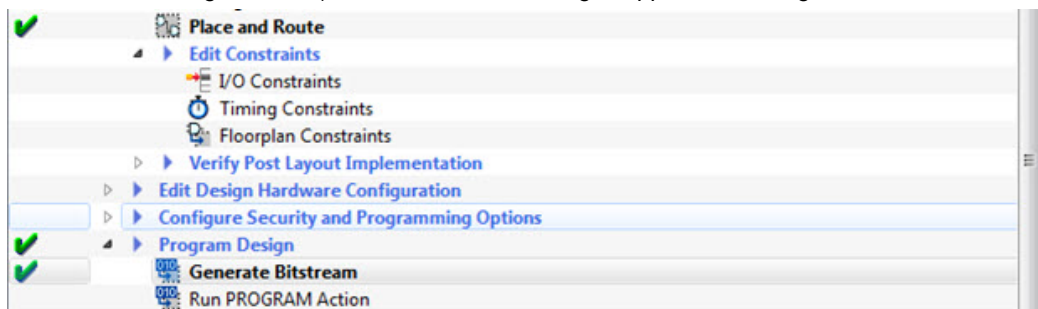 Place and Route
Edit Constraints
I/O Constraints
Timing Constraints
Floorplan Constraints
Verify Post Layout Implementation
Edit Design Hardware Configuration
Configure Security and Programming Options
Program Design
Generate Bitstream
Run PROGRAM Action